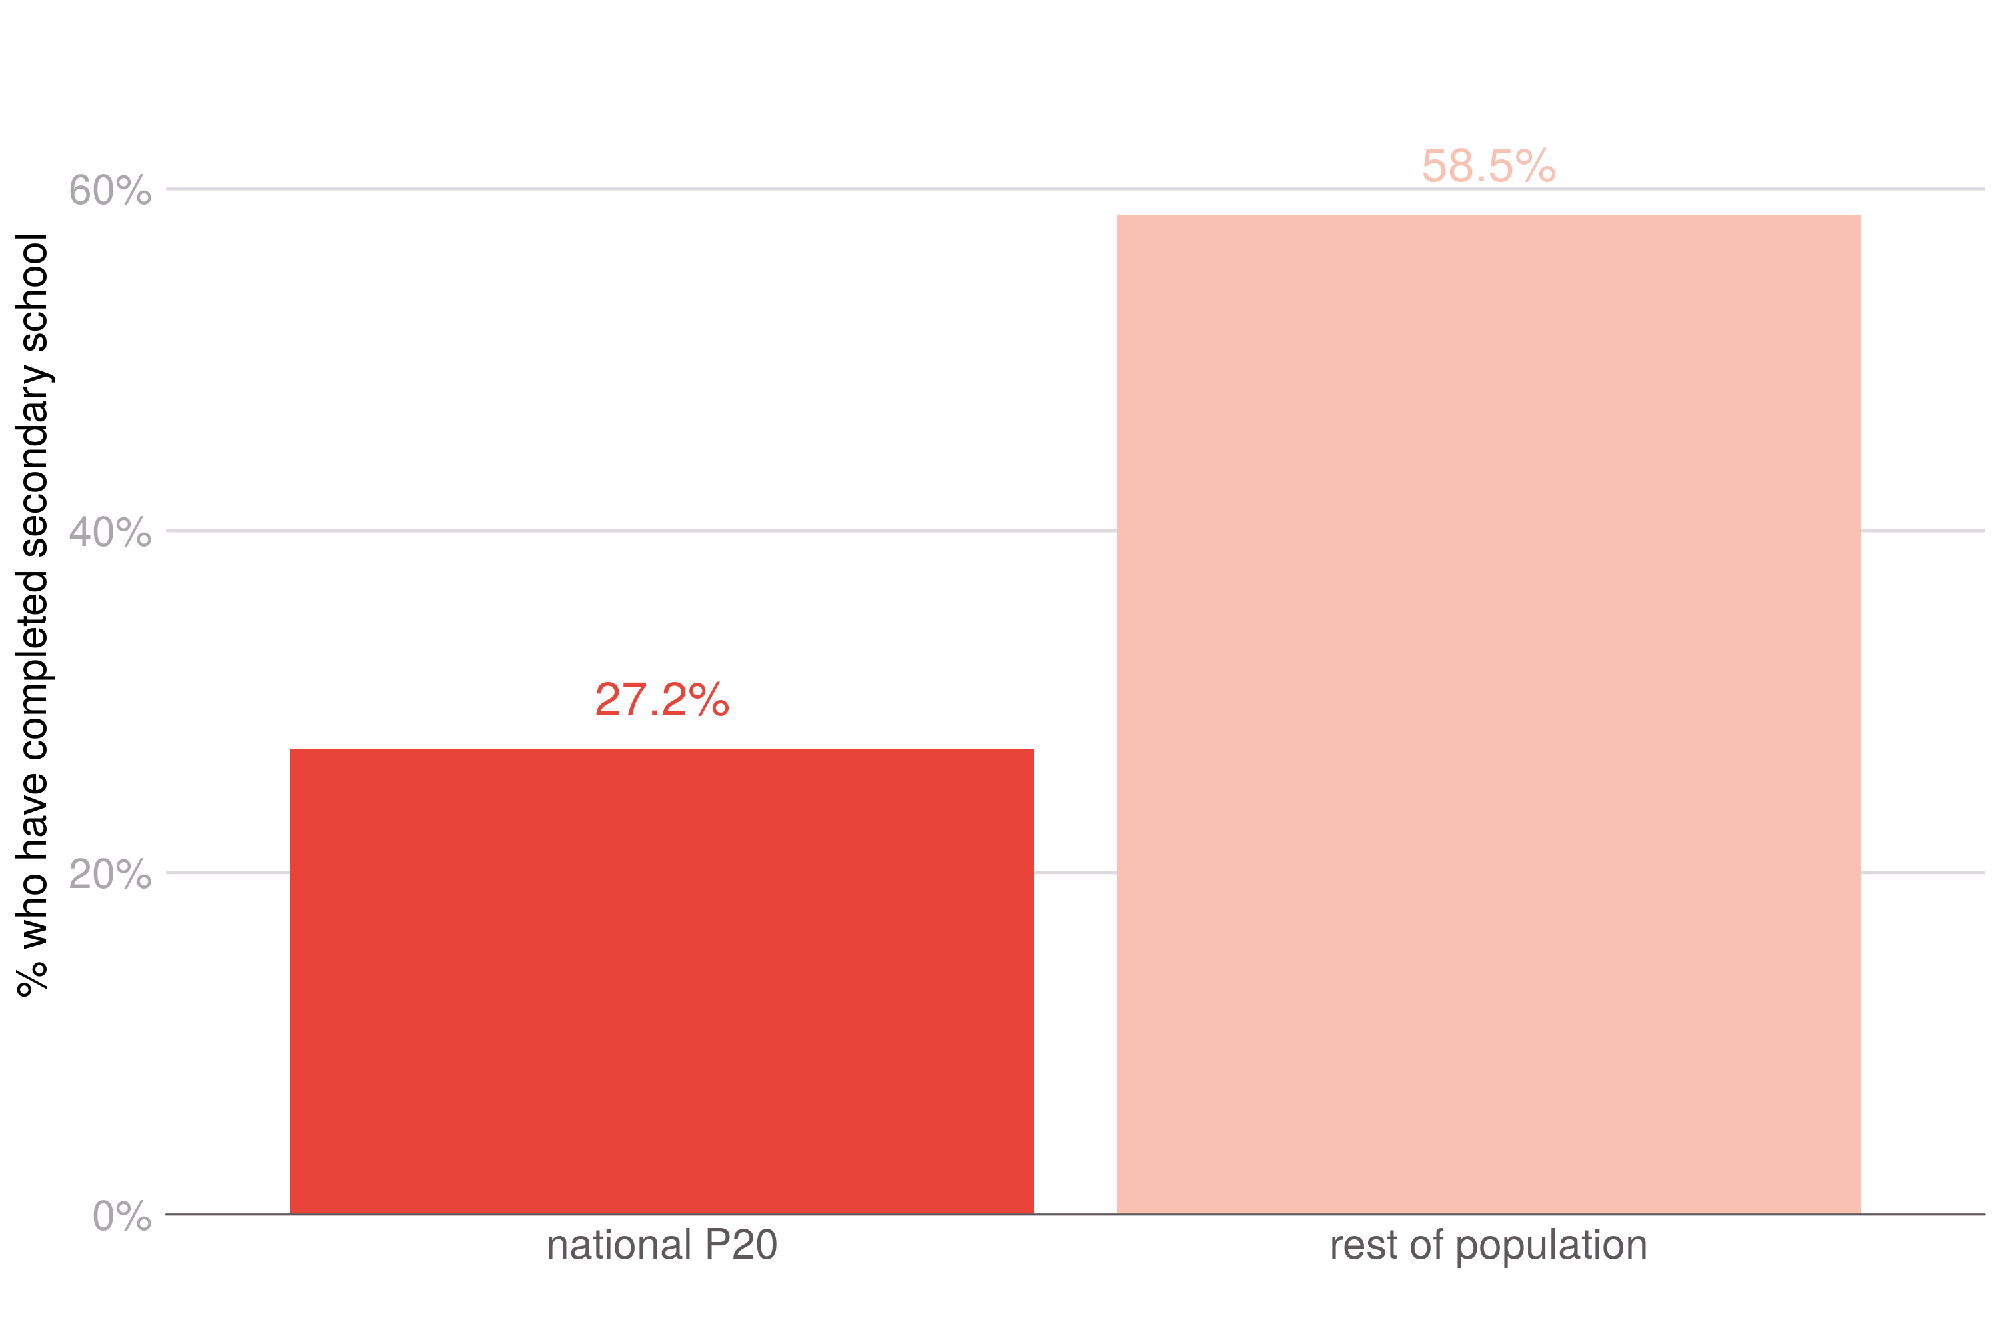 % who have completed secondary school
60%
40%
20%
0%
58.5%
27.2%
national P20
rest of population